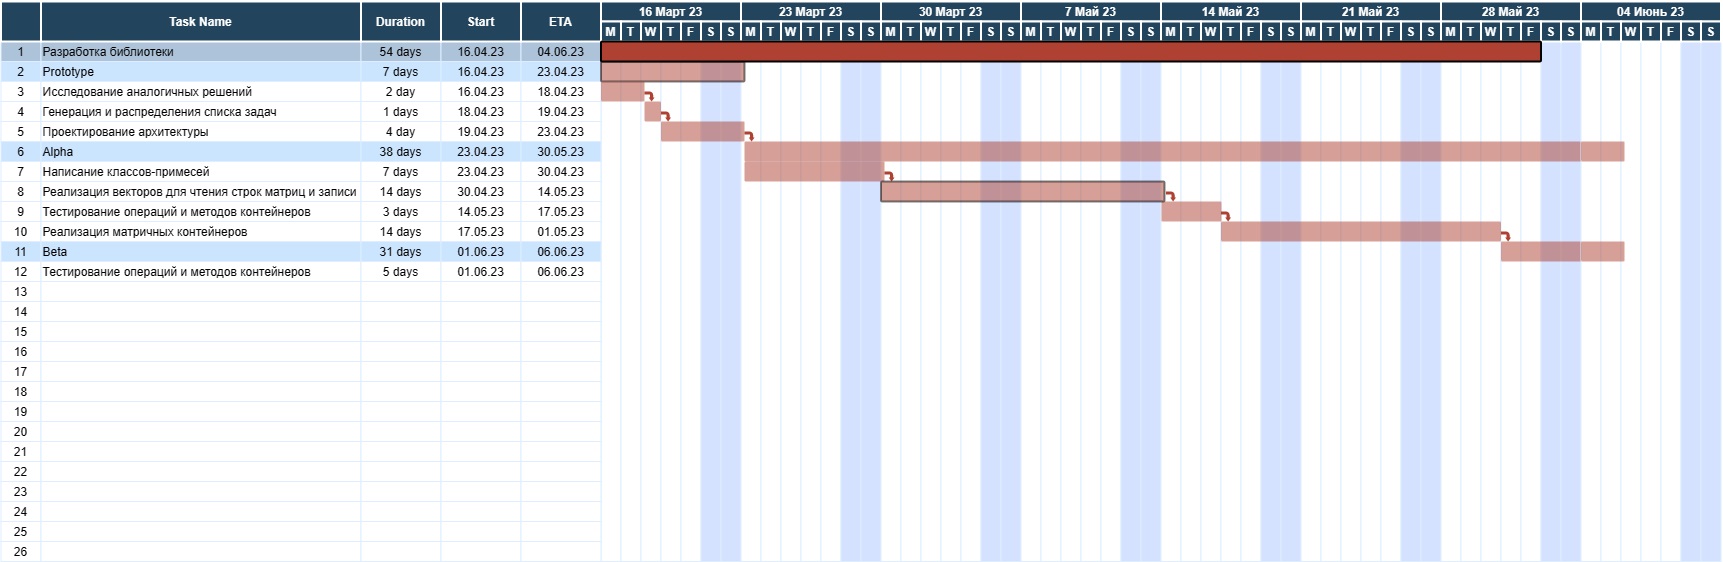 Task Name Duration Start ETA 16 Март 23 23 Март 23 30 Март 23 7 Май 23 14 Май 23 21 Май 23 28 Май 23 04 Июнь 23
M T W T F S S M T W T F S S M T W T F S S M T W T F S S M T W T F S S M T W T F S S M T W T F S S M T W T F S S
1 Разработка библиотеки 54 days 16.04.23 04.06.23
2 Prototype 7 days 16.04.23 23.04.23
3 Исследование аналогичных решений 2 day 16.04.23 18.04.23
4 Генерация и распределения списка задач 1 days 18.04.23 19.04.23
5 Проектирование архитектуры 4 day 19.04.23 23.04.23
6 Alpha 38 days 23.04.23 30.05.23
7 Написание классов-примесей 7 days 23.04.23 30.04.23
8 Реализация векторов для чтения строк матриц и записи 14 days 30.04.23 14.05.23
9 Тестирование операций и методов контейнеров 3 days 14.05.23 17.05.23
10 Реализация матричных контейнеров 14 days 17.05.23 01.05.23
11 Beta 31 days 01.06.23 06.06.23
12 Тестирование операций и методов контейнеров 5 days 01.06.23 06.06.23
13
14
15
16
17
18
19
20
21
22
23
24
25
26